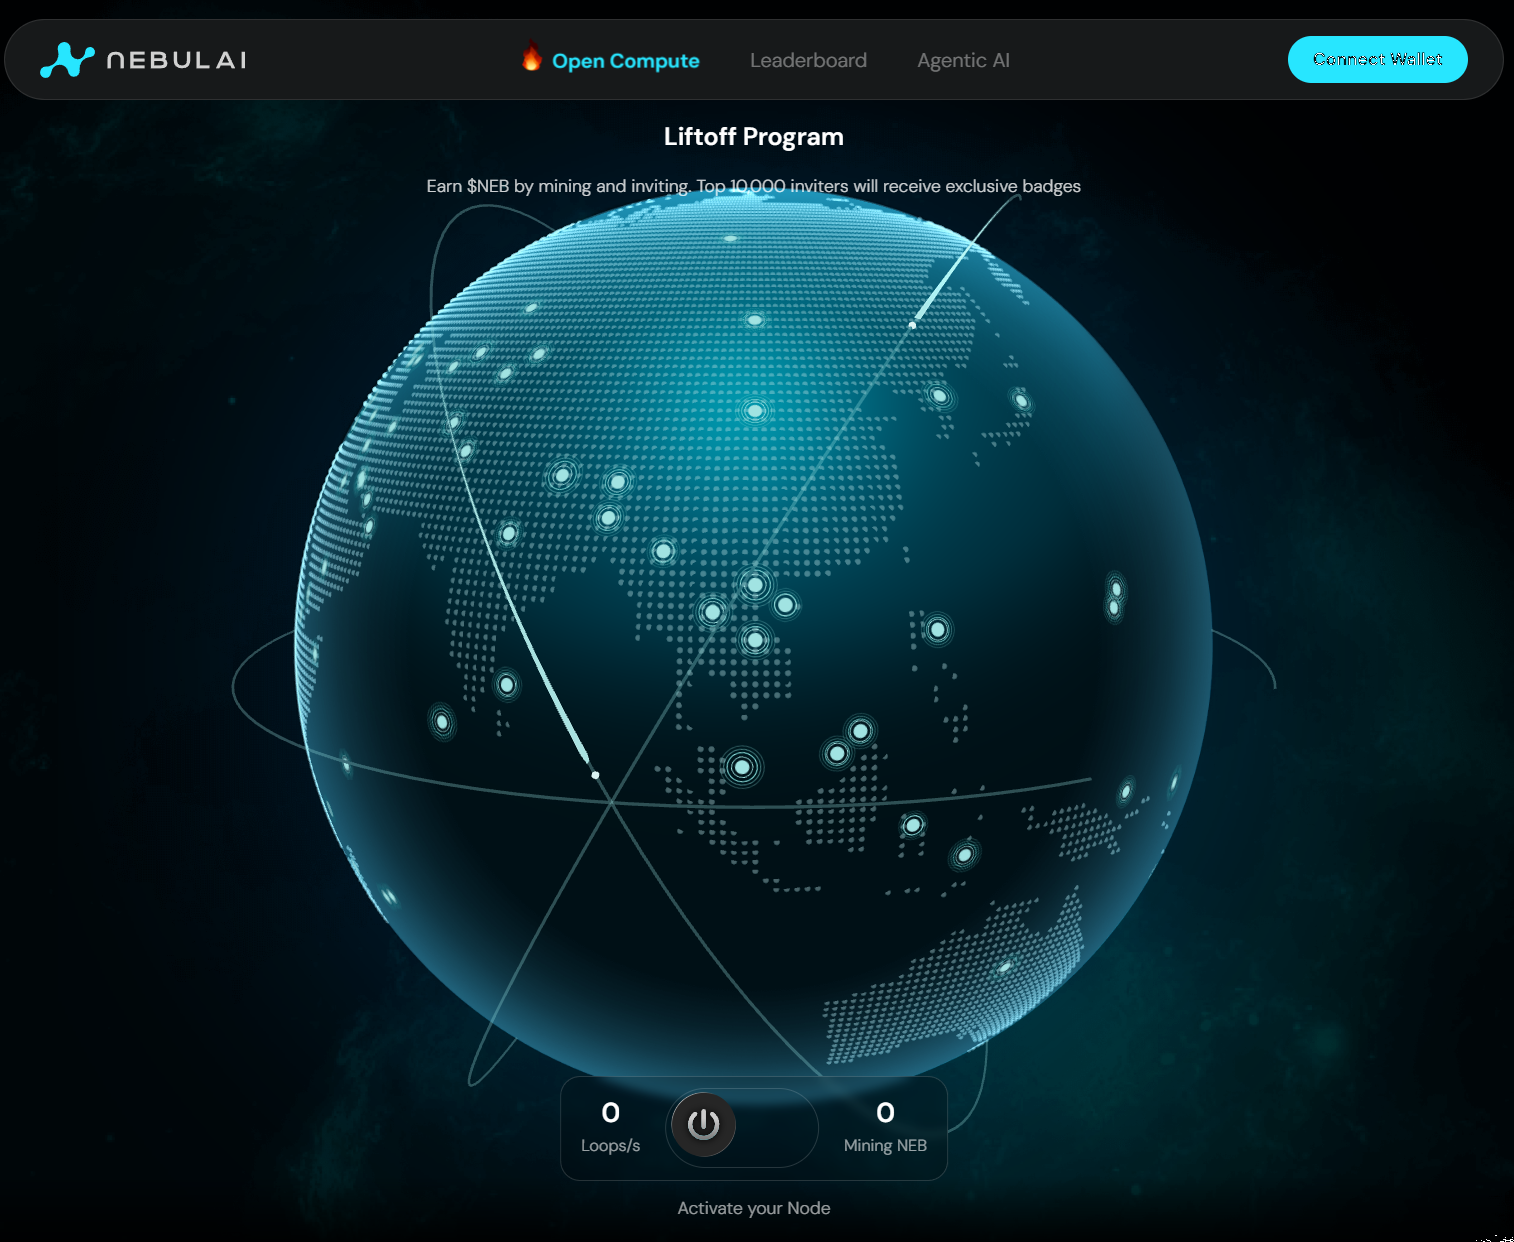 NEBULAI
Open Compute
Leaderboard
Agentic AI
Connect Wallet
Liftoff Program
Earn $NEB by mining and inviting. Top 10,000 inviters will receive exclusive badges
0
Loops/s
0
Mining NEB
Activate your Node